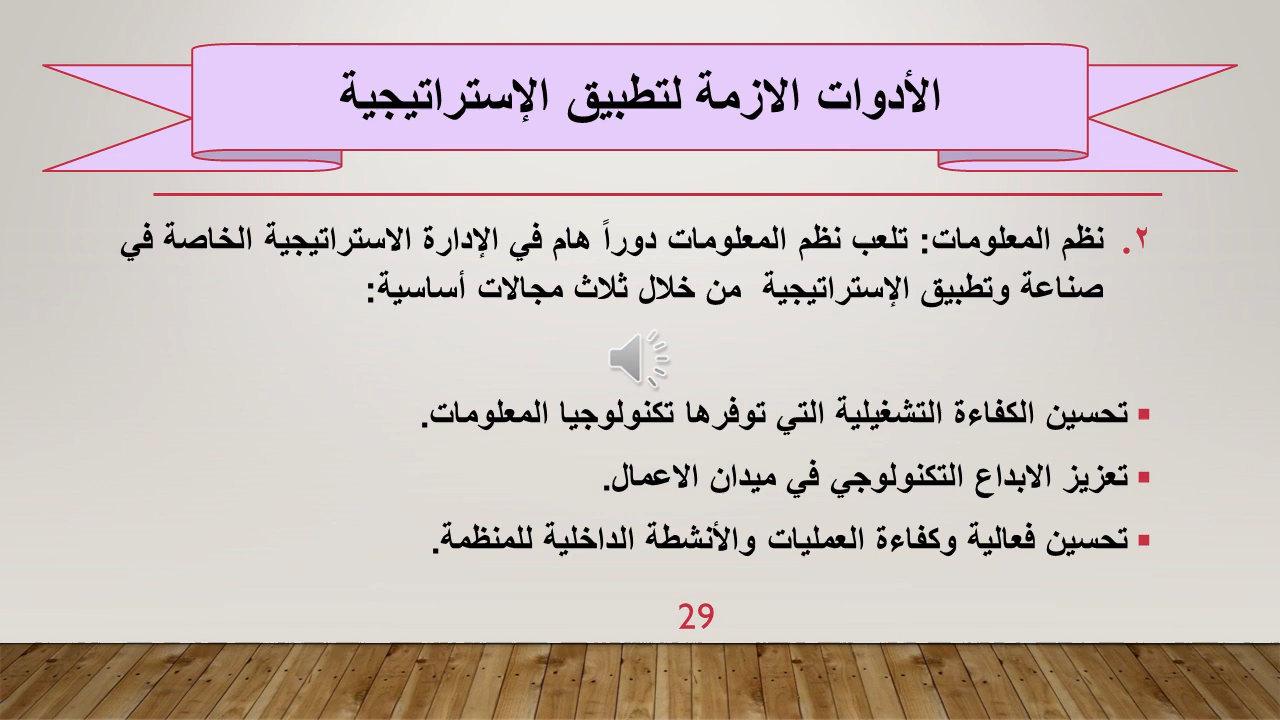 الأدوات الازمة لتطبيق الإستراتيجية
٢. نظم المعلومات: تلعب نظم المعلومات دوراً هام في الإدارة الاستراتيجية الخاصة في
صناعة وتطبيق الإستراتيجية من خلال ثلاث مجالات أساسية:
▪ تحسين الكفاءة التشغيلية التي توفرها تكنولوجيا المعلومات.
▪ تعزيز الابداع التكنولوجي في ميدان الاعمال.
▪ تحسين فعالية وكفاءة العمليات والأنشطة الداخلية للمنظمة.
29